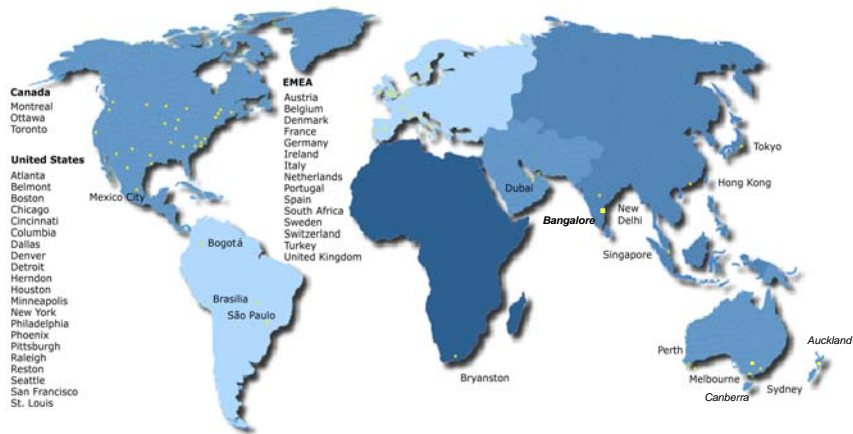 Canada
Montreal
Ottawa
Toronto
United States
Atlanta
Belmont
Boston
Chicago
Cincinnati
Columbia
Dallas
Denver
Detroit
Herndon
Houston
Minneapolis
New York
Philadelphia
Phoenix
Pittsburgh
Raleigh
Reston
Seattle
San Francisco
St. Louis
Mexico City
Bogotá
Brasilia
São Paulo
EMEA
Austria
Belgium
Denmark
France
Germany
Ireland
Italy
Netherlands
Portugal
Spain
South Africa
Sweden
Switzerland
Turkey
United Kingdom
Bryanston
Dubai
Bangalore
New
Delhi
Singapore
Tokyo
Hong Kong
Perth
Melbourne
Canberra
Sydney
Auckland